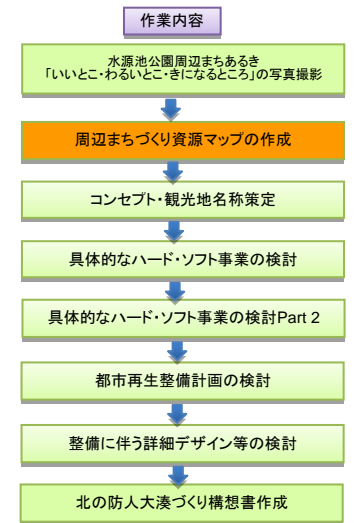 作業内容
水源池公園周辺まちあるき
「いいとこ・わるいとこ・きになるところ」の写真撮影
周辺まちづくり資源マップの作成
コンセプト・観光地名称策定
具体的なハード・ソフト事業の検討
具体的なハード・ソフト事業の検討Part 2
都市再生整備計画の検討
整備に伴う詳細デザイン等の検討
北の防人大湊づくり構想書作成